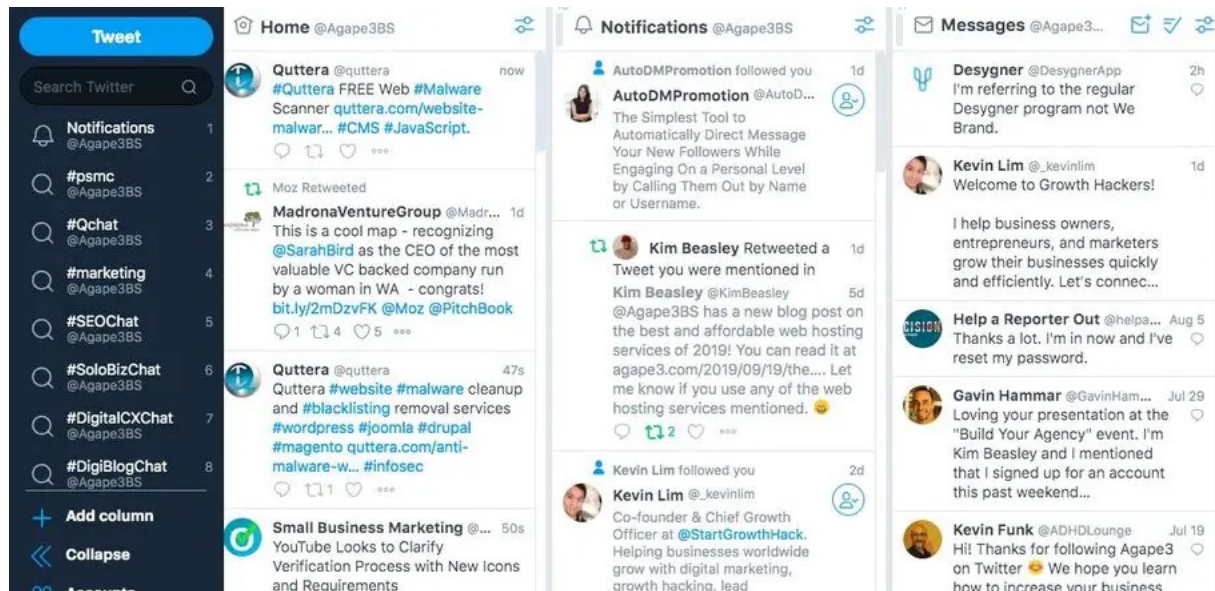 Tweet
Search Twitter
Notifications 1
@Agape3BS
#psmc 2
@Agape3BS
#Qchat 3
@Agape3BS
#marketing 4
@Agape3BS
#SEOChat 5
@Agape3BS
#SoloBizChat 6
@Agape3BS
#DigitalCXChat 7
@Agape3BS
#DigiBlogChat 8
@Agape3BS
Add column
Collapse
Accounts
Home @Agape3BS
Quttera @quttera now
#Quttera FREE Web #Malware
Scanner quttera.com/website-
malwar... #CMS #JavaScript.
Moz Retweeted
MadronaVentureGroup @Madr... 1d
This is a cool map - recognizing
@SarahBird as the CEO of the most
valuable VC backed company run
by a woman in WA - congrats!
bit.ly/2mDzvFK @Moz @PitchBook
1 4 5
Quttera @quttera 47s
Quttera #website #malware cleanup
and #blacklisting removal services
#wordpress #joomla #drupal
#magento quttera.com/anti-
malware-w... #infosec
1
Small Business Marketing @... 50s
YouTube Looks to Clarify
Verification Process with New Icons
and Requirements
Notifications @Agape3BS
AutoDMPromotion followed you 1d
AutoDMPromotion @AutoD...
The Simplest Tool to
Automatically Direct Message
Your New Followers While
Engaging On a Personal Level
by Calling Them Out by Name
or Username.
Kim Beasley Retweeted a 1d
Tweet you were mentioned in
Kim Beasley @KimBeasley 5d
@Agape3BS has a new blog post on
the best and affordable web hosting
services of 2019! You can read it at
agape3.com/2019/09/19/the.... Let
me know if you use any of the web
hosting services mentioned. 😄
2
Kevin Lim followed you 2d
Kevin Lim @_kevinlim
Co-founder & Chief Growth
Officer at @StartGrowthHack.
Helping businesses worldwide
grow with digital marketing,
growth hacking, lead
Messages @Agape3...
Desygner @DesygnerApp 2h
I'm referring to the regular
Desygner program not We
Brand.
Kevin Lim @_kevinlim 1d
Welcome to Growth Hackers!
I help business owners,
entrepreneurs, and marketers
grow their businesses quickly
and efficiently. Let's connec...
CISION
Help a Reporter Out @helpa... Aug 5
Thanks a lot. I'm in now and I've
reset my password.
Gavin Hammar @GavinHam... Jul 29
Loving your presentation at the
"Build Your Agency" event. I'm
Kim Beasley and I mentioned
that I signed up for an account
this past weekend...
Kevin Funk @ADHDLounge Jul 19
Hi! Thanks for following Agape3
on Twitter 😊 We hope you learn
how to increase your business